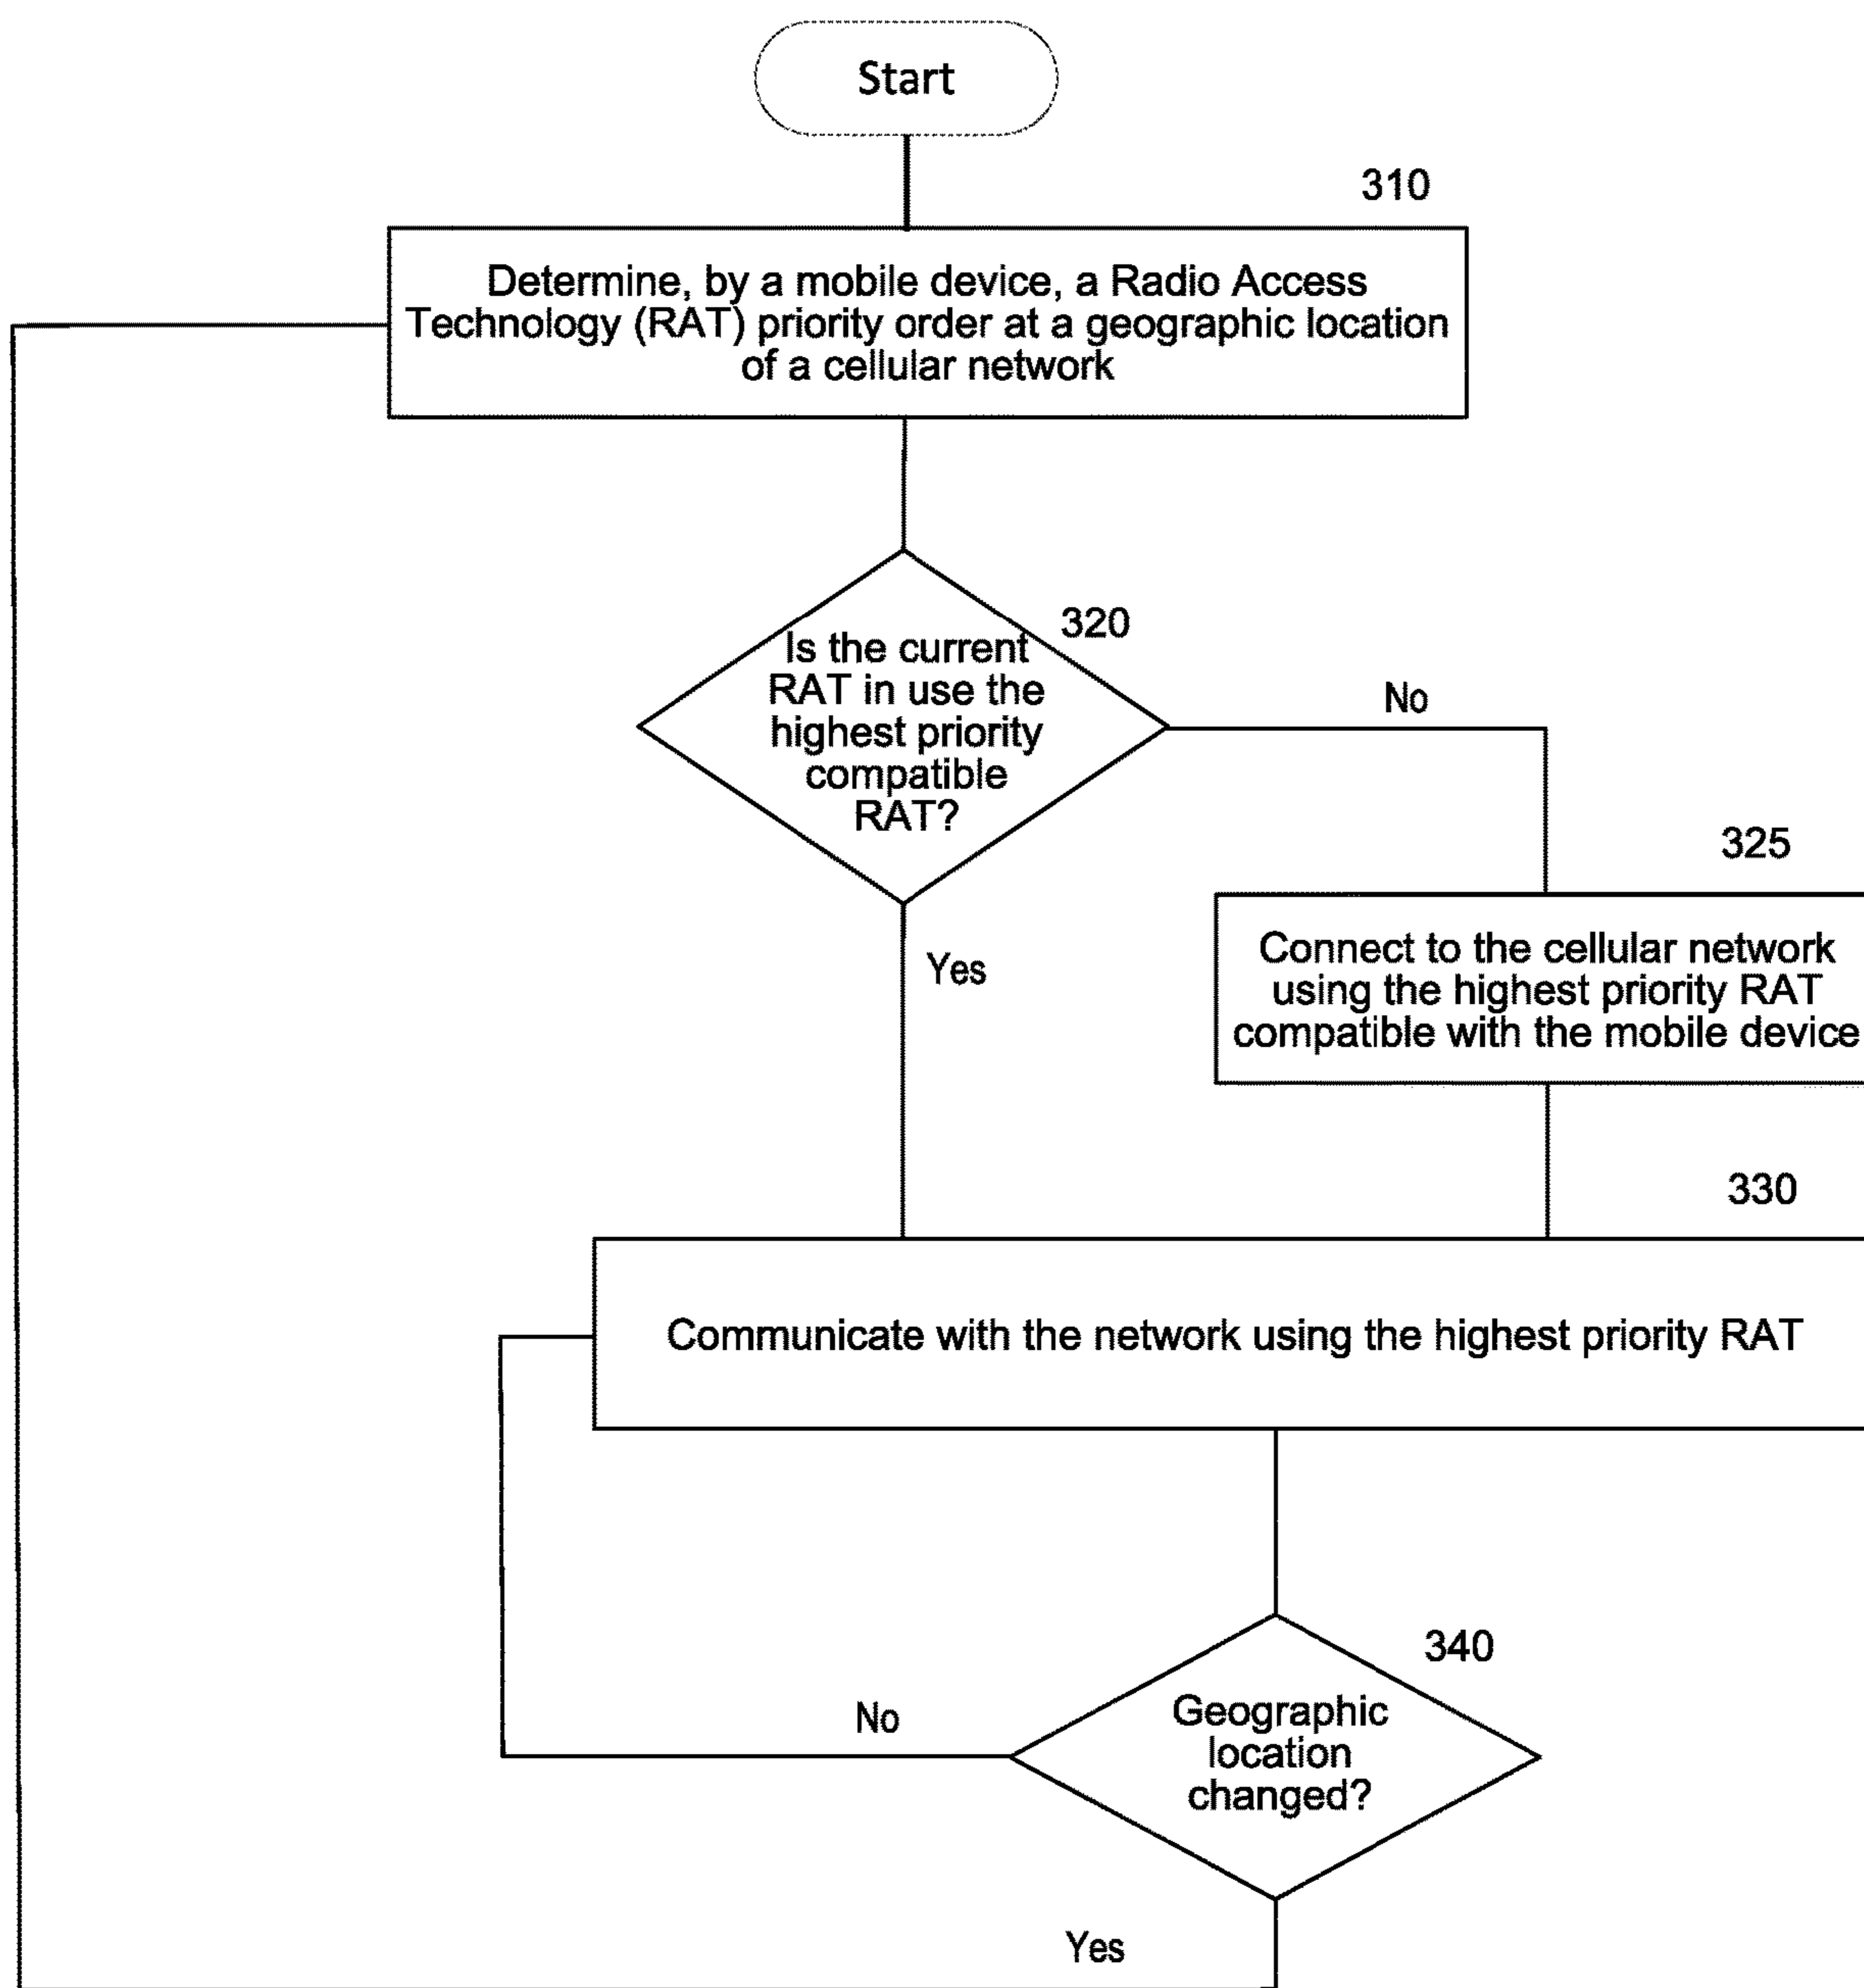 Start
310
Determine, by a mobile device, a Radio Access
Technology (RAT) priority order at a geographic location
of a cellular network
320
Is the current
RAT in use the
highest priority
compatible
RAT?
No
Yes
325
Connect to the cellular network
using the highest priority RAT
compatible with the mobile device
330
Communicate with the network using the highest priority RAT
340
Geographic
location
changed?
No
Yes